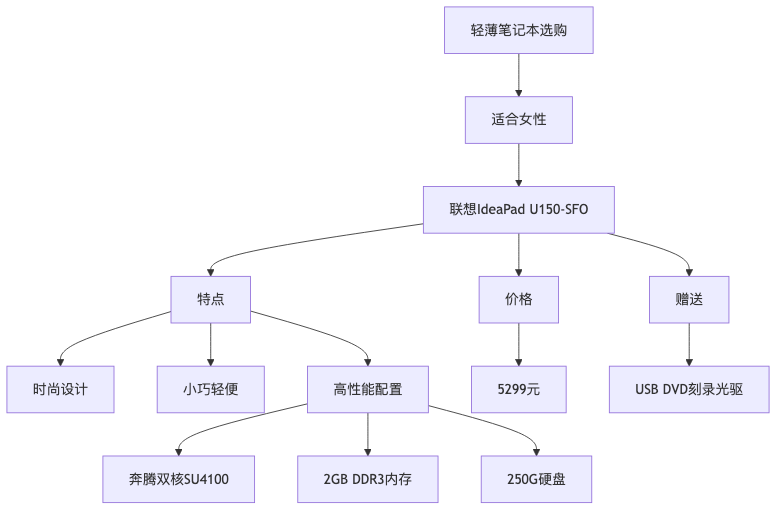 轻薄笔记本选购
适合女性
联想IdeaPad U150-SFO
特点
价格
赠送
时尚设计
小巧轻便
高性能配置
5299元
USB DVD刻录光驱
奔腾双核SU4100
2GB DDR3内存
250G硬盘